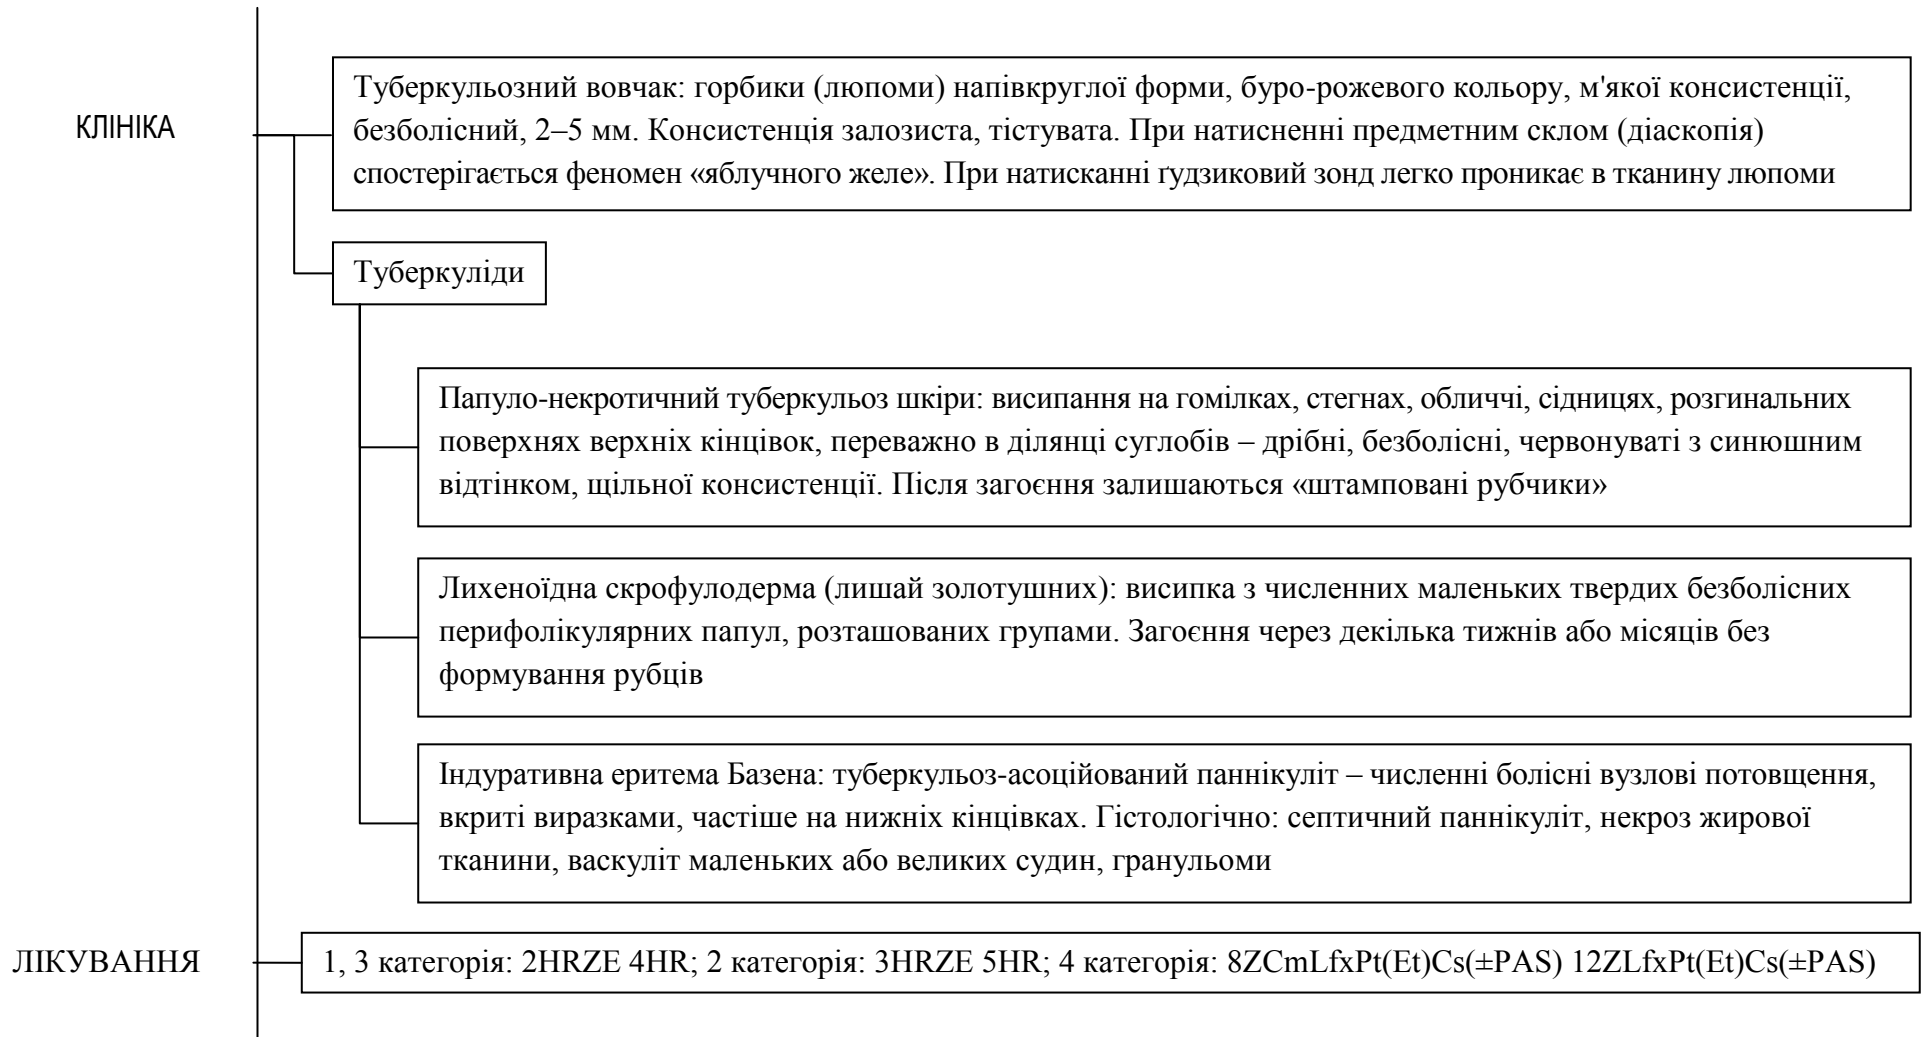 КЛІНІКА
Туберкульозний вовчак: горбики (люпоми) напівкруглої форми, буро-рожевого кольору, м'якої консистенції,
безболісний, 2–5 мм. Консистенція залозиста, тістувата. При натисненні предметним склом (діаскопія)
спостерігається феномен «яблучного желе». При натисканні ґудзиковий зонд легко проникає в тканину люпоми
Туберкуліди
Папуло-некротичний туберкульоз шкіри: висипання на гомілках, стегнах, обличчі, сідницях, розгинальних
поверхнях верхніх кінцівок, переважно в ділянці суглобів – дрібні, безболісні, червонуваті з синюшним
відтінком, щільної консистенції. Після загоєння залишаються «штамповані рубчики»
Лихеноїдна скрофулодерма (лишай золотушних): висипка з численних маленьких твердих безболісних
перифолікулярних папул, розташованих групами. Загоєння через декілька тижнів або місяців без
формування рубців
Індуративна еритема Базена: туберкульоз-асоційований паннікуліт – численні болісні вузлові потовщення,
вкриті виразками, частіше на нижніх кінцівках. Гістологічно: септичний паннікуліт, некроз жирової
тканини, васкуліт маленьких або великих судин, гранульоми
ЛІКУВАННЯ
1, 3 категорія: 2HRZE 4HR; 2 категорія: 3HRZE 5HR; 4 категорія: 8ZCmLfxPt(Et)Cs(±PAS) 12ZLfxPt(Et)Cs(±PAS)